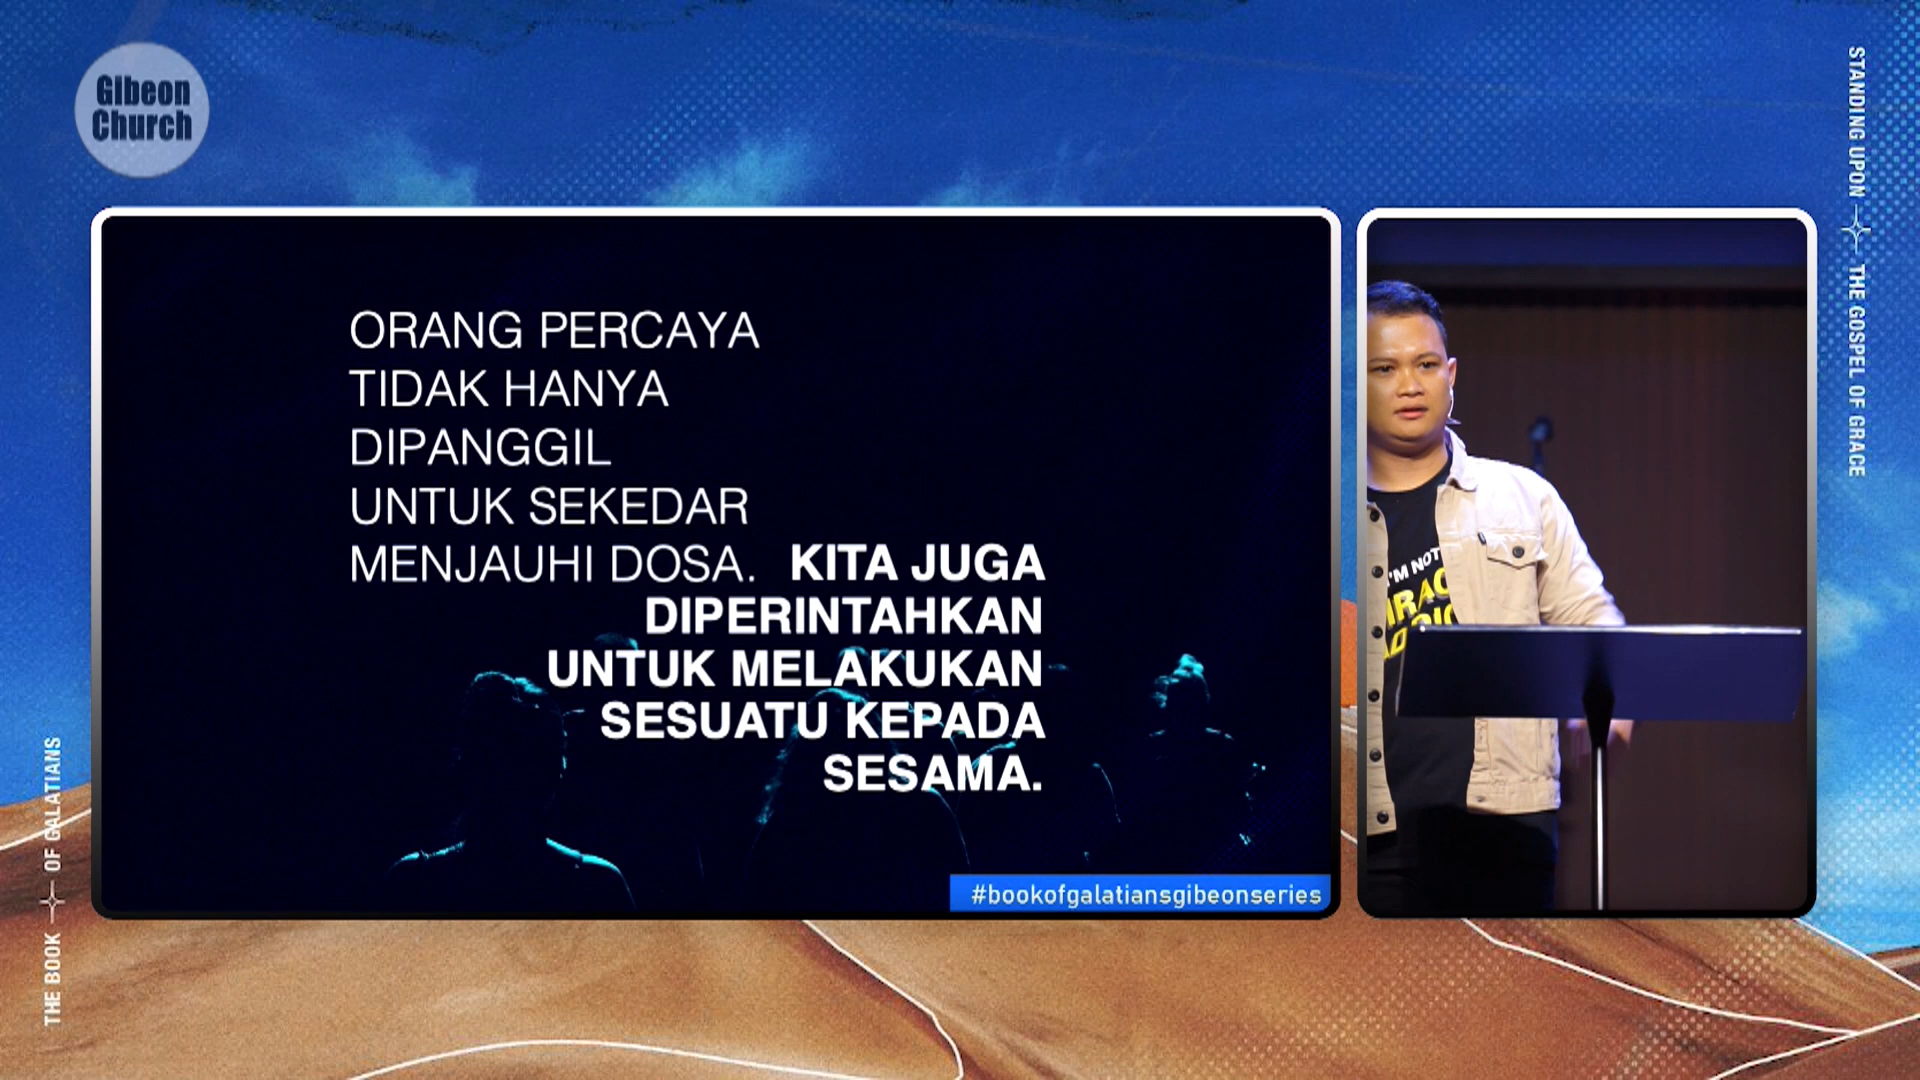 Gibeon
Church
ORANG PERCAYA
TIDAK HANYA
DIPANGGIL
UNTUK SEKEDAR
MENJAUHI DOSA. KITA JUGA
DIPERINTAHKAN
UNTUK MELAKUKAN
SESUATU KEPADA
SESAMA.
#bookofgalatiansgibeonseries
I'M NOT
STANDING UPON THE GOSPEL OF GRACE
THE BOOK OF GALATIANS